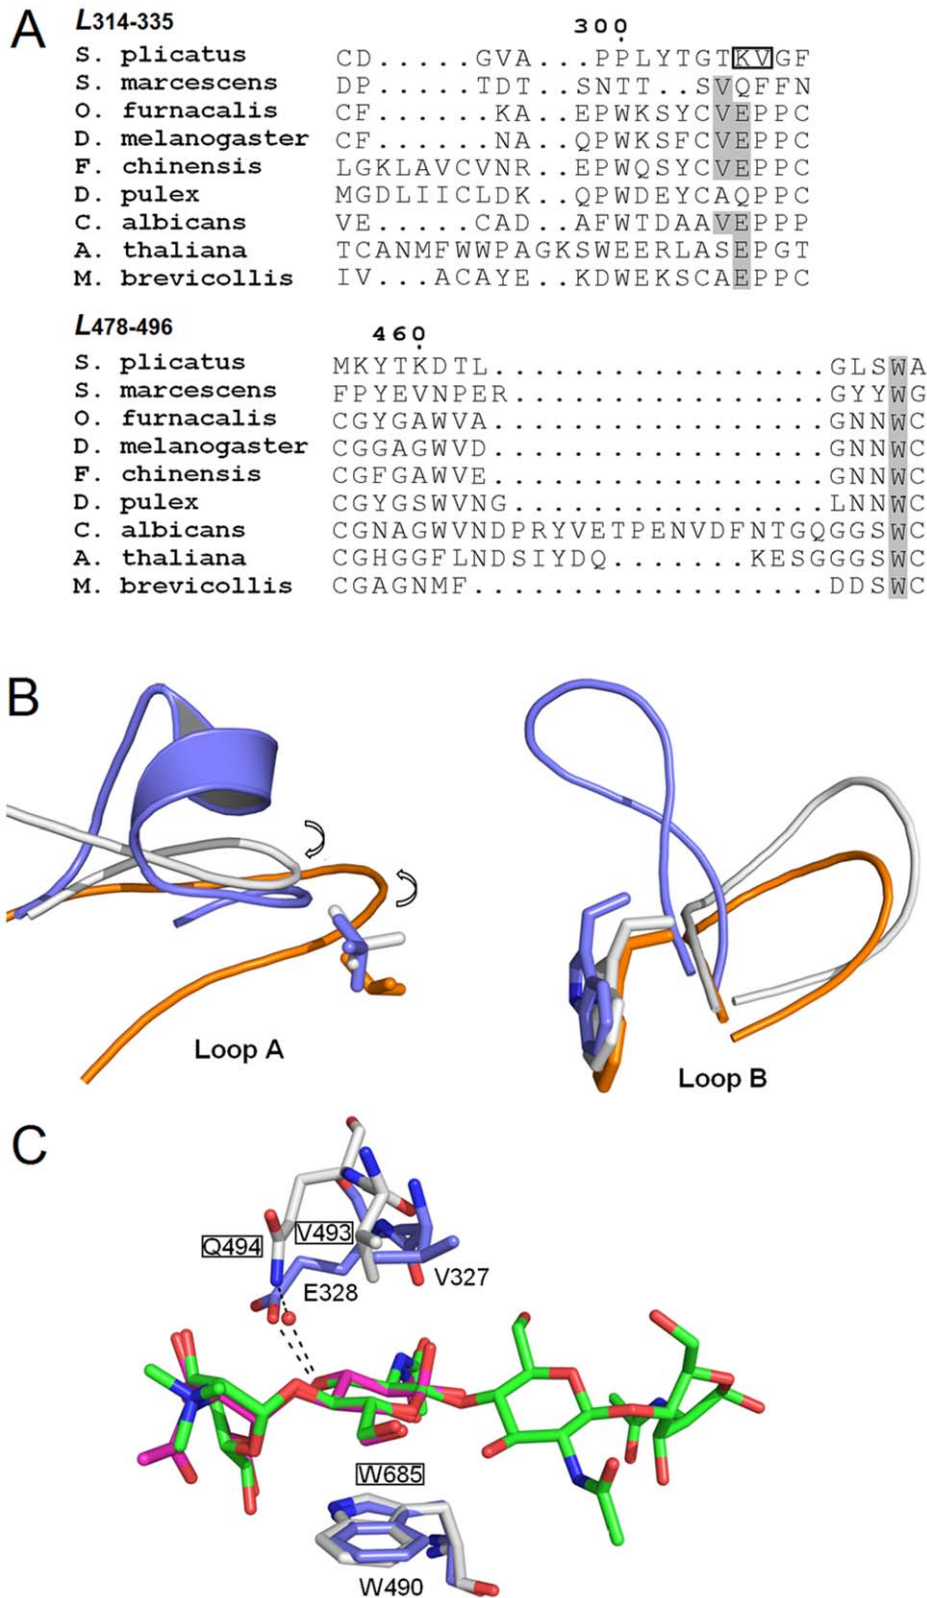 A
L314-335
300
S. plicatus CD.....GVA...PPLYTGTKVGF
S. marcescens DP.....TDT..SNTT..SVQFFN
O. furnacalis CF......KA..EPWKSYCVEPPC
D. melanogaster CF......NA..QPWKSFCVEPPC
F. chinensis LGKLAVCVNR..EPWQSYCVEPPC
D. pulex MGDLIICLDK..QPWDEYCAQPPC
C. albicans VE.....CAD..AFWTDAAVEPPP
A. thaliana TCANMFWWPAGKSWEERLASEPGT
M. brevicollis IV...ACAYE..KDWEKSCAEPPC
L478-496
460
S. plicatus MKYTKDTL.................GLSWA
S. marcescens FPYEVNPER................GYYWG
O. furnacalis CGYGAWVA.................GNNWC
D. melanogaster CGGAGWVD.................GNNWC
F. chinensis CGFGAWVE.................GNNWC
D. pulex CGYGSWVNG................LNNWC
C. albicans CGNAGWVNDPRYVETPENVDFNTGQGGSWC
A. thaliana CGHGGFLNDSIYDQ.......KESGGGSWC
M. brevicollis CGAGNMF..................DDSWC
B
Loop A
Loop B
C
Q494
V493
E328
V327
W685
W490